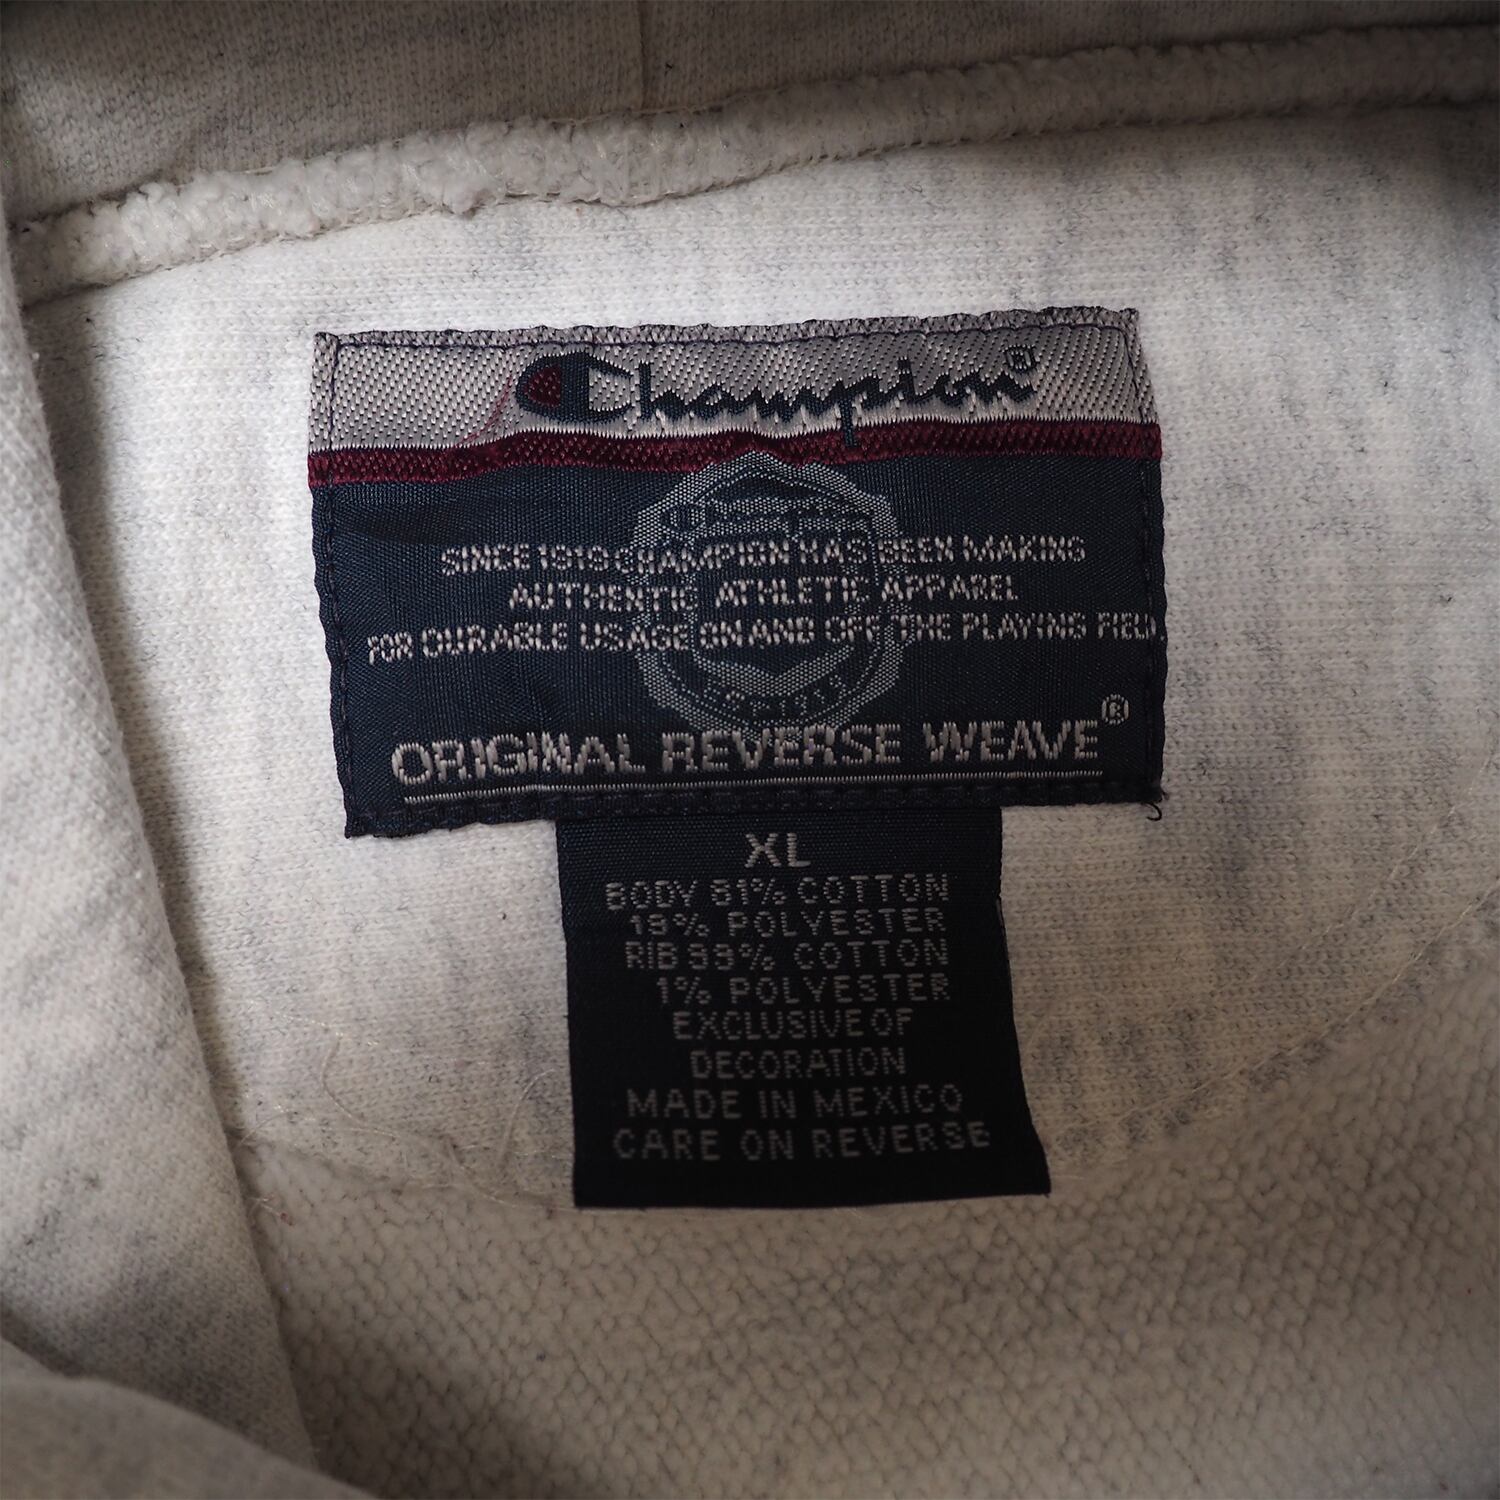 Champion®
SINCE 1919 CHAMPION HAS BEEN MAKING
AUTHENTIC ATHLETIC APPAREL
FOR DURABLE USAGE ON AND OFF THE PLAYING FIELD
ORIGINAL REVERSE WEAVE®
XL
BODY 81% COTTON
19% POLYESTER
RIB 99% COTTON
1% POLYESTER
EXCLUSIVE OF
DECORATION
MADE IN MEXICO
CARE ON REVERSE